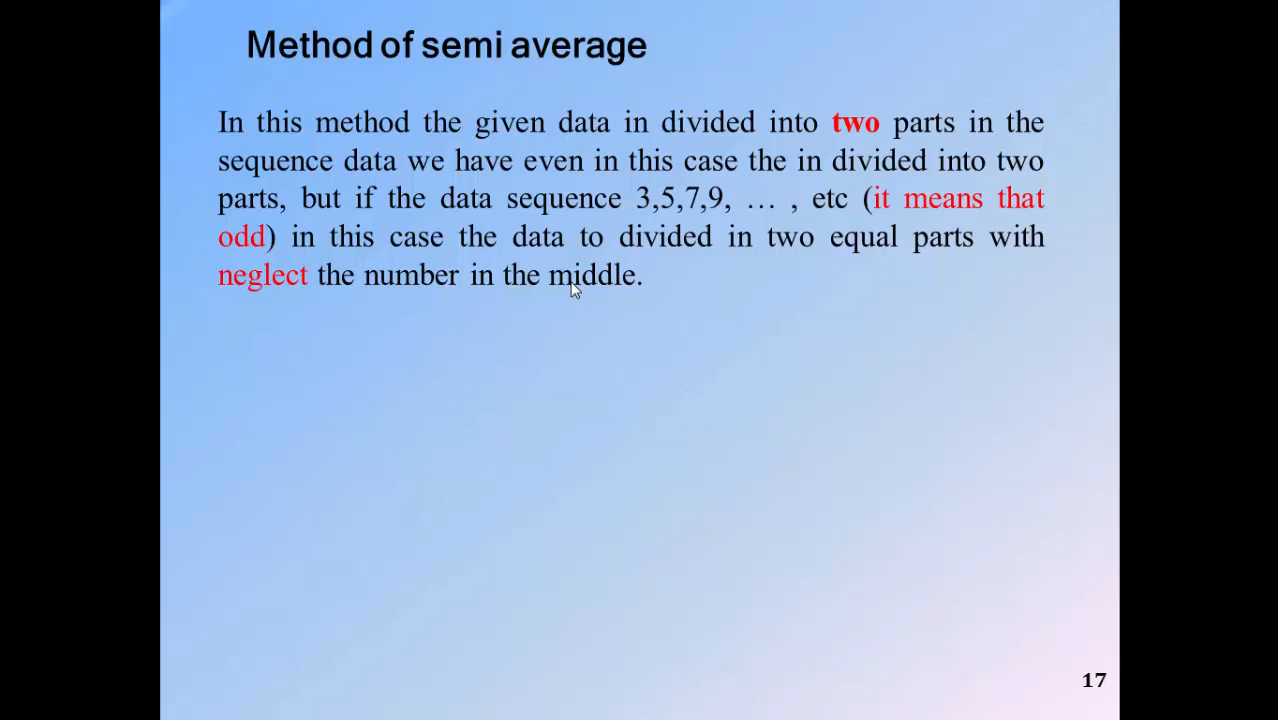 Method of semi average
In this method the given data in divided into two parts in the
sequence data we have even in this case the in divided into two
parts, but if the data sequence 3,5,7,9, … , etc (it means that
odd) in this case the data to divided in two equal parts with
neglect the number in the middle.
17